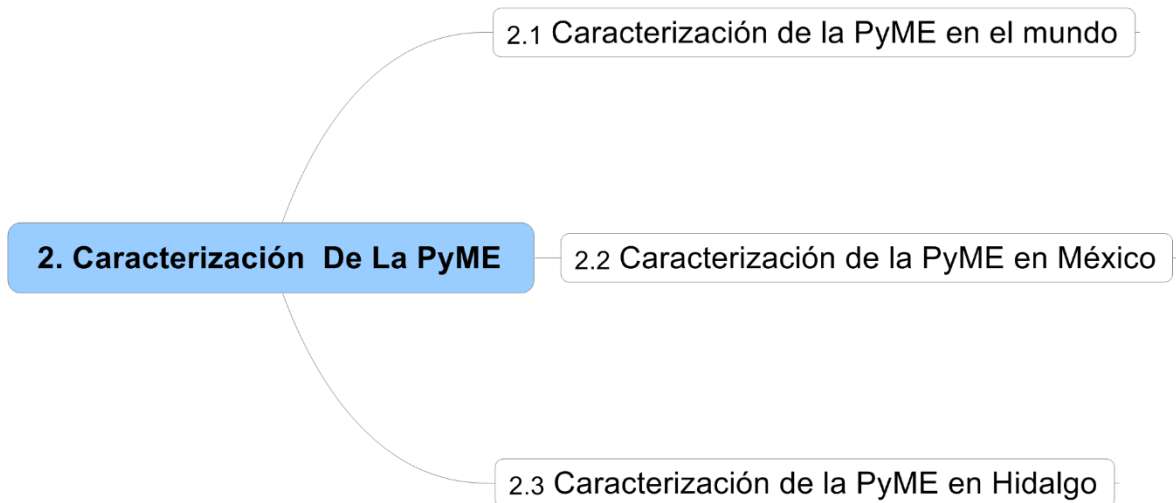 2.1 Caracterización de la PyME en el mundo
2. Caracterización De La PyME
2.2 Caracterización de la PyME en México
2.3 Caracterización de la PyME en Hidalgo